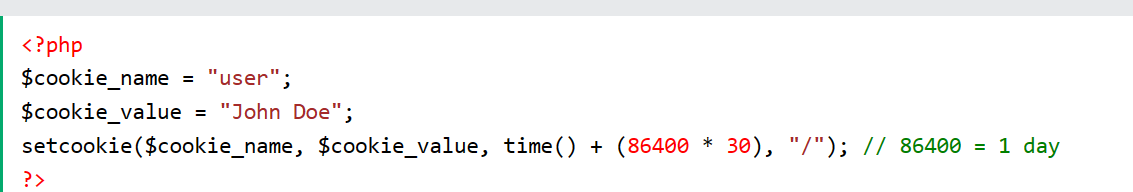 <?php
$cookie_name = "user";
$cookie_value = "John Doe";
setcookie($cookie_name, $cookie_value, time() + (86400 * 30), "/"); // 86400 = 1 day
?>